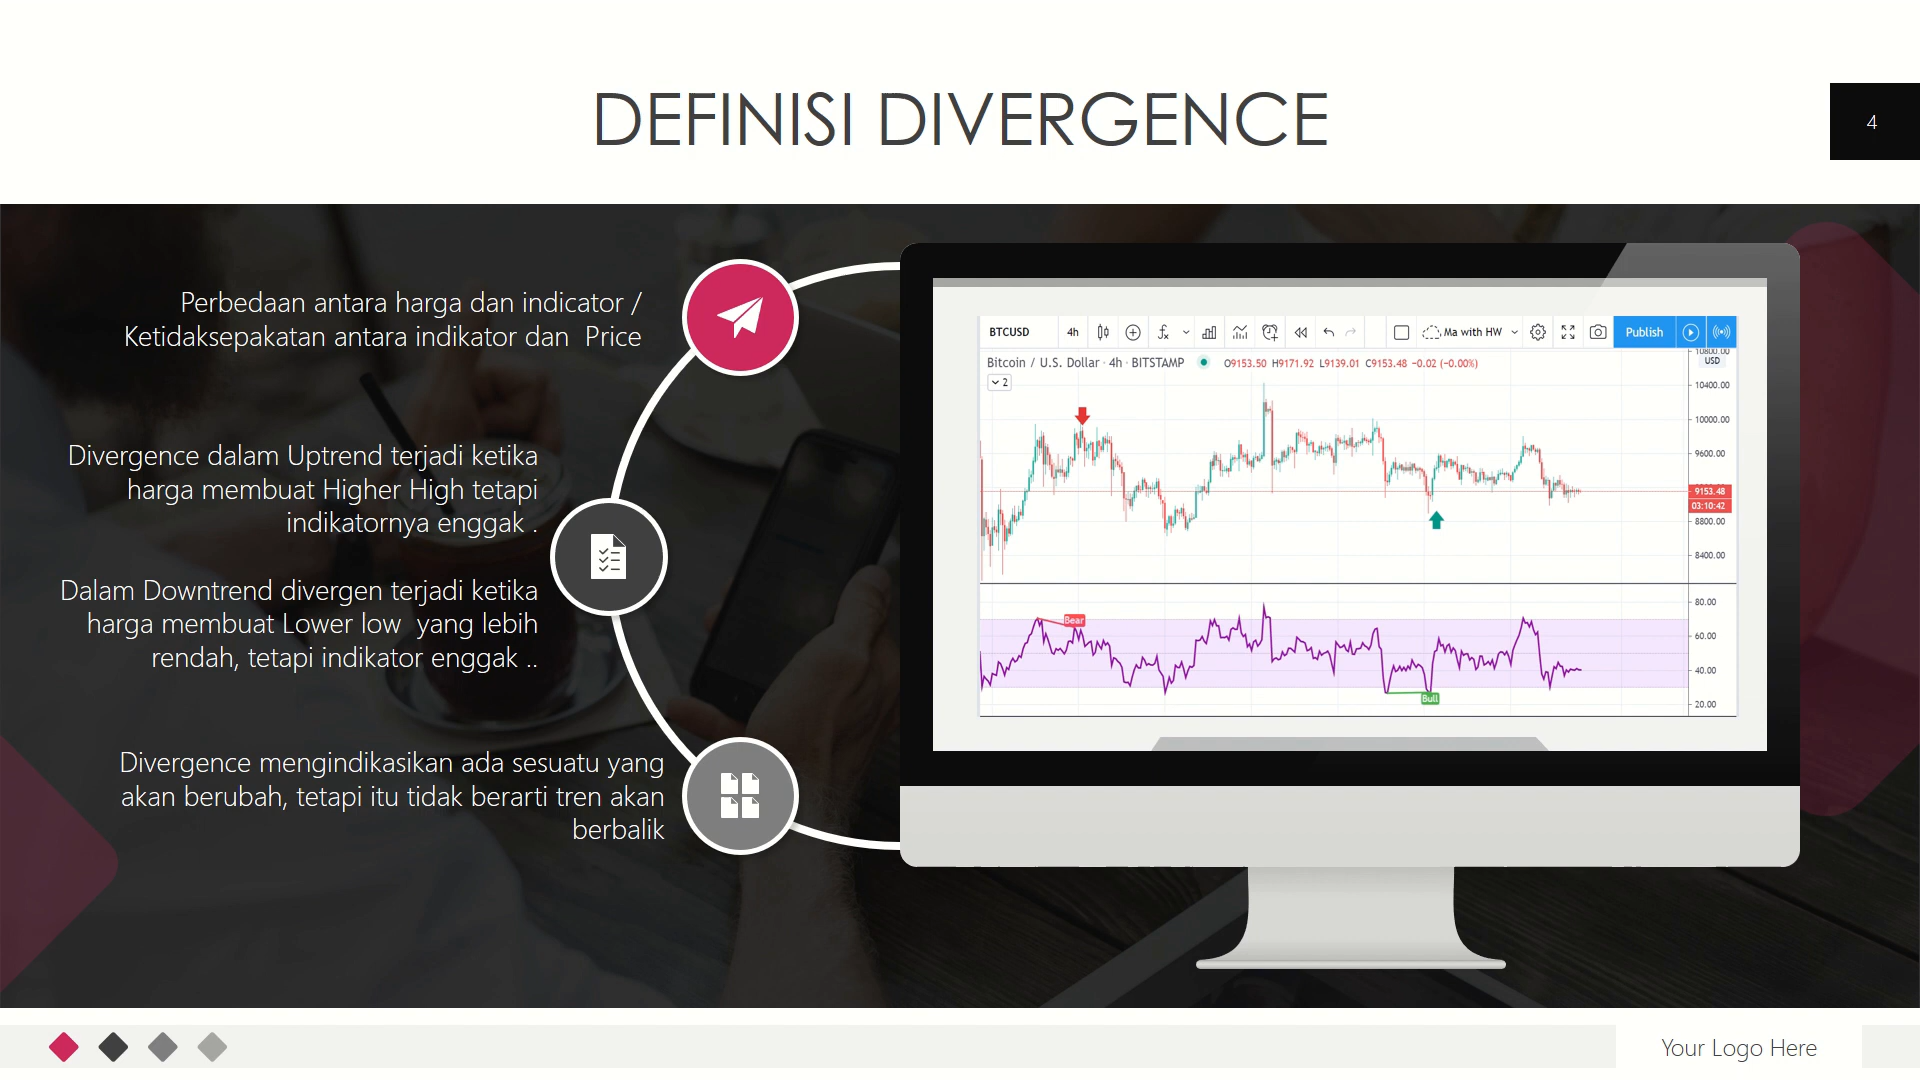 DEFINISI DIVERGENCE
4
Perbedaan antara harga dan indicator /
Ketidaksepakatan antara indikator dan  Price
Divergence dalam Uptrend terjadi ketika
harga membuat Higher High tetapi
indikatornya enggak .
Dalam Downtrend divergen terjadi ketika
harga membuat Lower low  yang lebih
rendah, tetapi indikator enggak ..
Divergence mengindikasikan ada sesuatu yang
akan berubah, tetapi itu tidak berarti tren akan
berbalik
BTCUSD 4h Ma with HW Publish
Bitcoin / U.S. Dollar · 4h · BITSTAMP O9153.50 H9171.92 L9139.01 C9153.48 −0.02 (−0.00%)
2
10800.00
USD
10400.00
10000.00
9600.00
9153.48
03:10:42
8800.00
8400.00
80.00
Bear
60.00
40.00
Bull
20.00
Your Logo Here